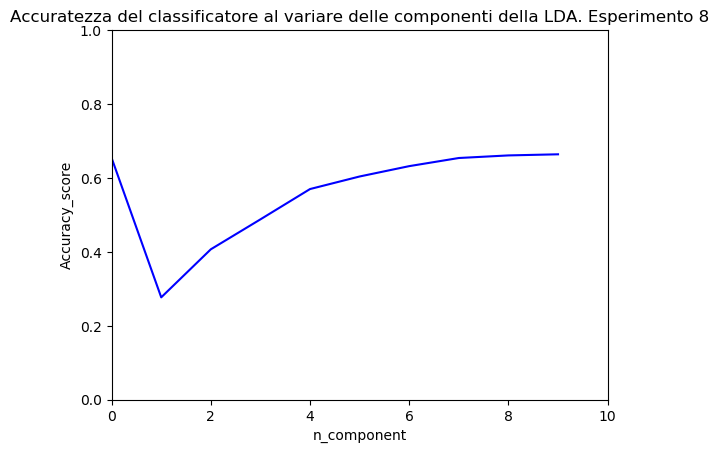 Accuratezza del classificatore al variare delle componenti della LDA. Esperimento 8
1.0
0.8
0.6
0.4
0.2
0.0
Accuracy_score
0 2 4 6 8 10
n_component